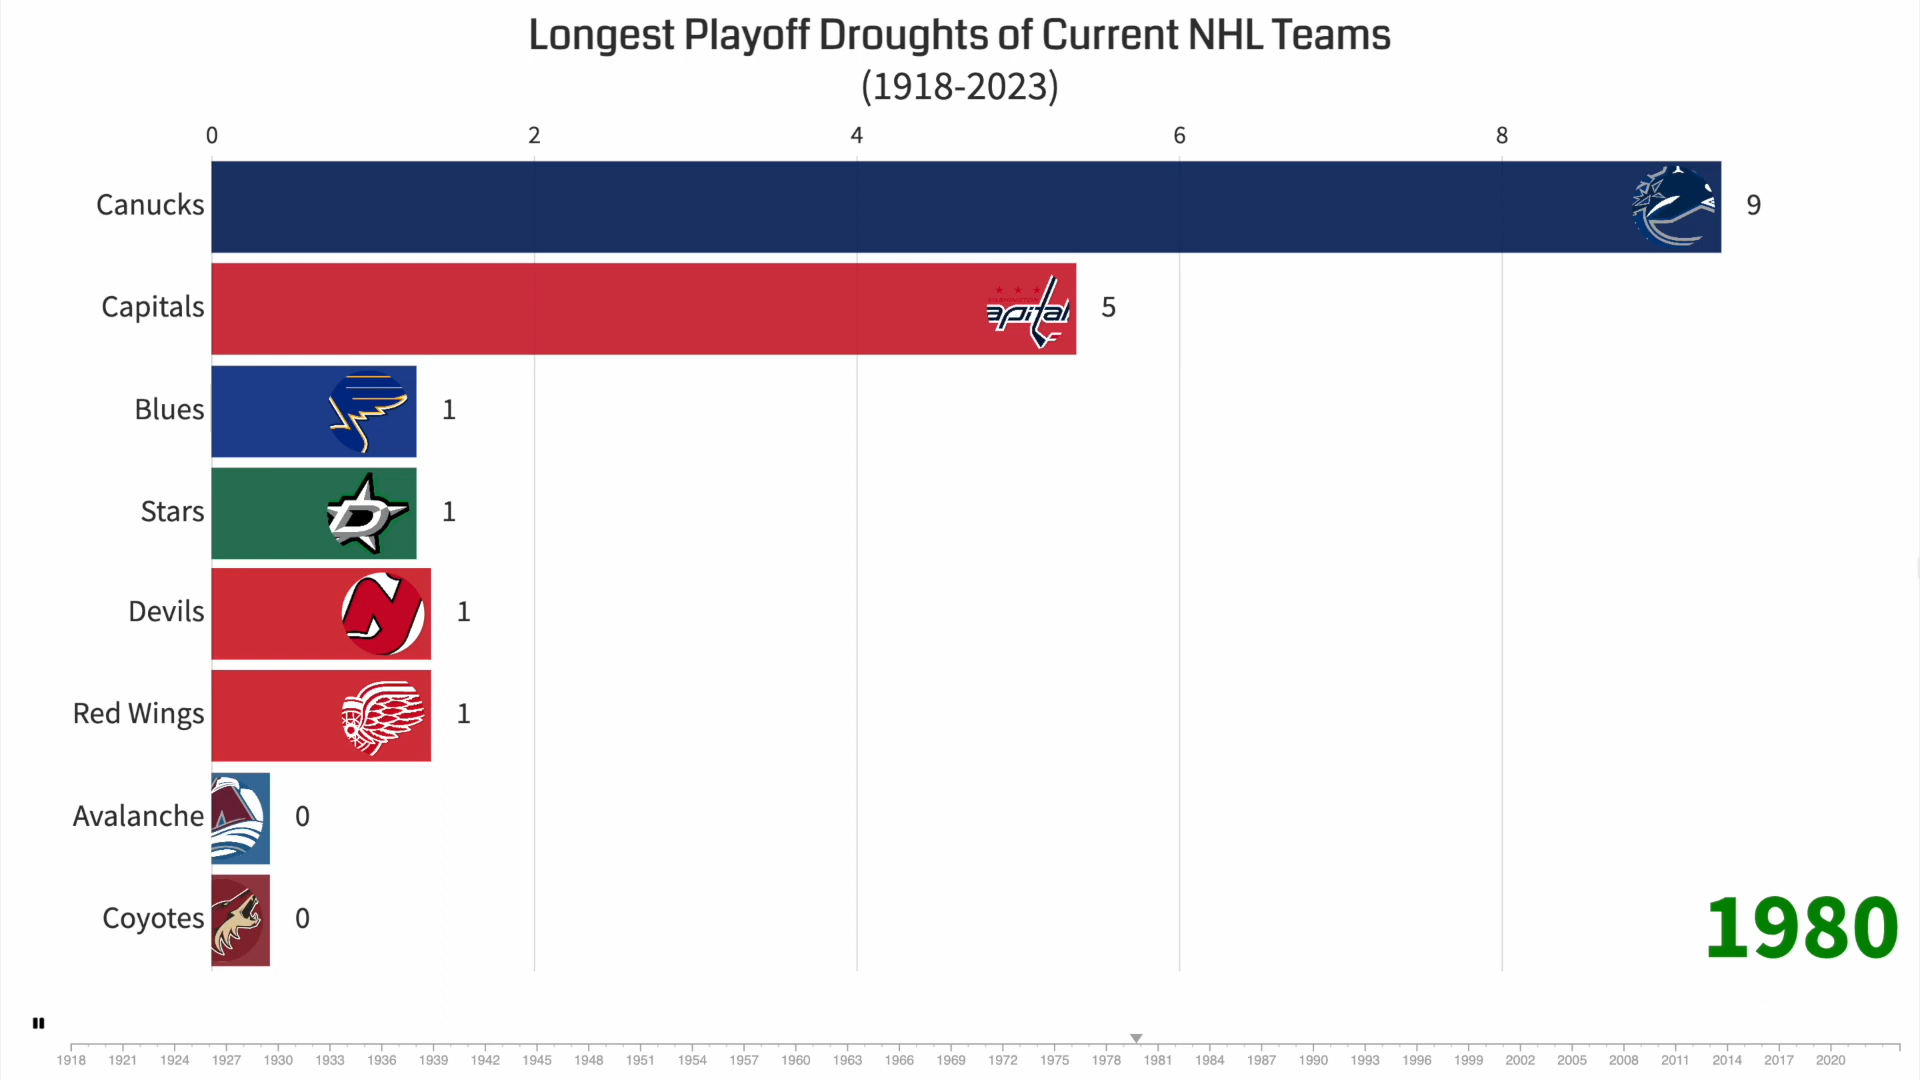 Longest Playoff Droughts of Current NHL Teams
(1918-2023)
0 2 4 6 8
Canucks 9
Capitals apital 5
Blues 1
Stars D 1
Devils 1
Red Wings 1
Avalanche 0
Coyotes 0
1980
1918 1921 1924 1927 1930 1933 1936 1939 1942 1945 1948 1951 1954 1957 1960 1963 1966 1969 1972 1975 1978 1981 1984 1987 1990 1993 1996 1999 2002 2005 2008 2011 2014 2017 2020